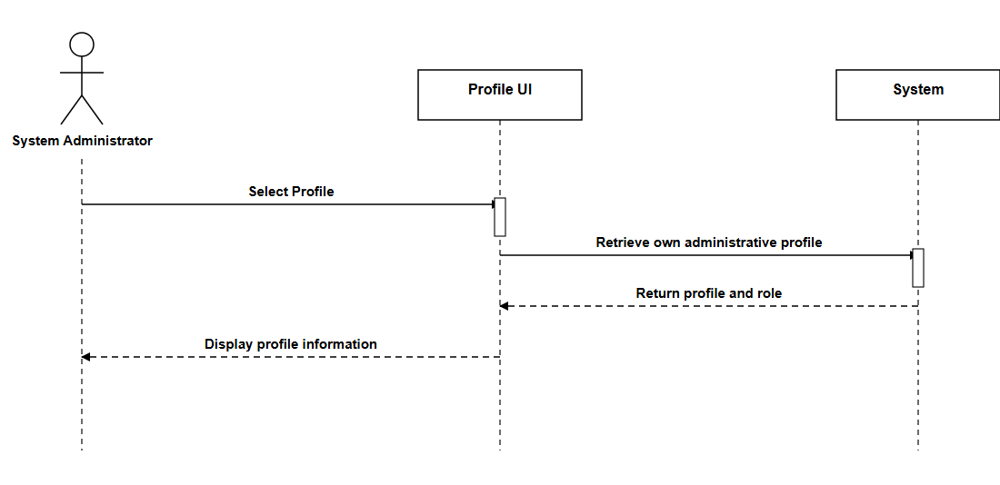 Profile UI
System
System Administrator
Select Profile
Retrieve own administrative profile
Return profile and role
Display profile information